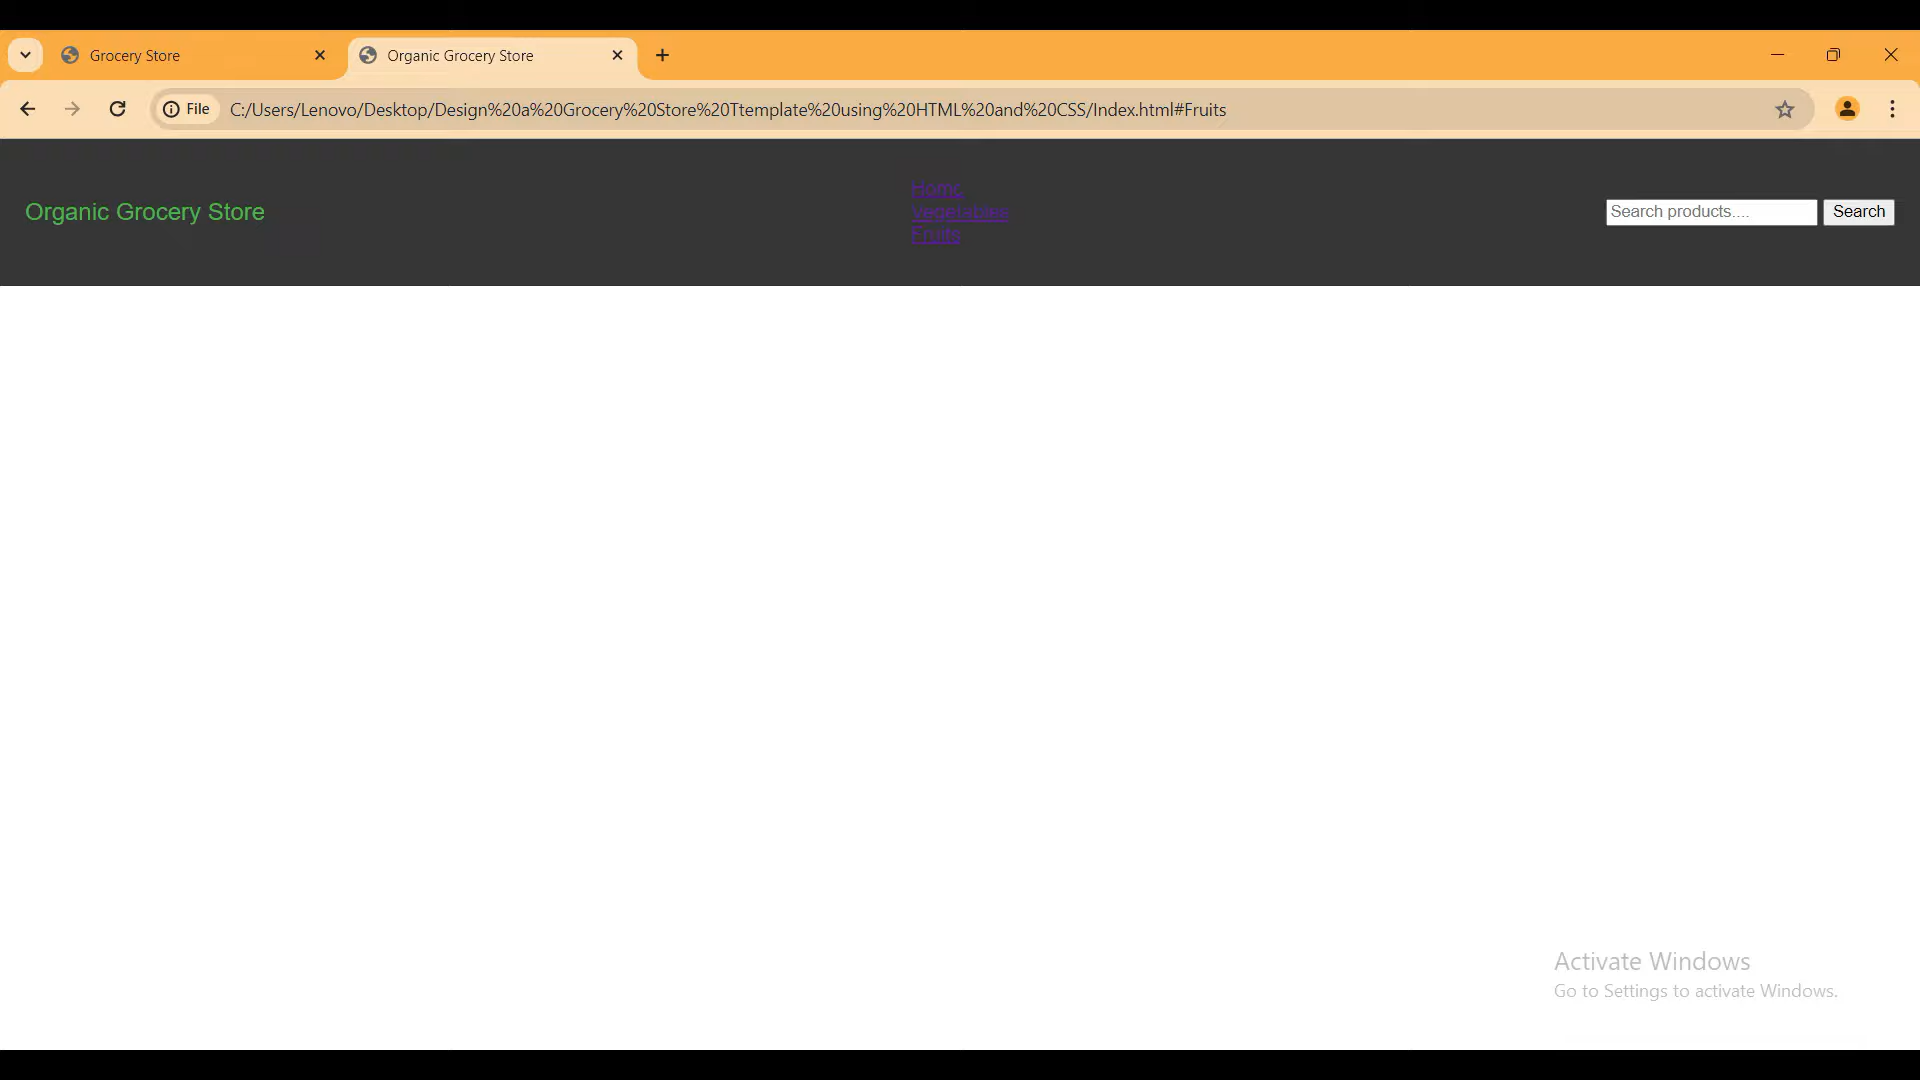 Grocery Store
Organic Grocery Store
File
C:/Users/Lenovo/Desktop/Design%20a%20Grocery%20Store%20Ttemplate%20using%20HTML%20and%20CSS/Index.html#Fruits
Organic Grocery Store
Home
Vegetables
Fruits
Search products....
Search
Activate Windows
Go to Settings to activate Windows.